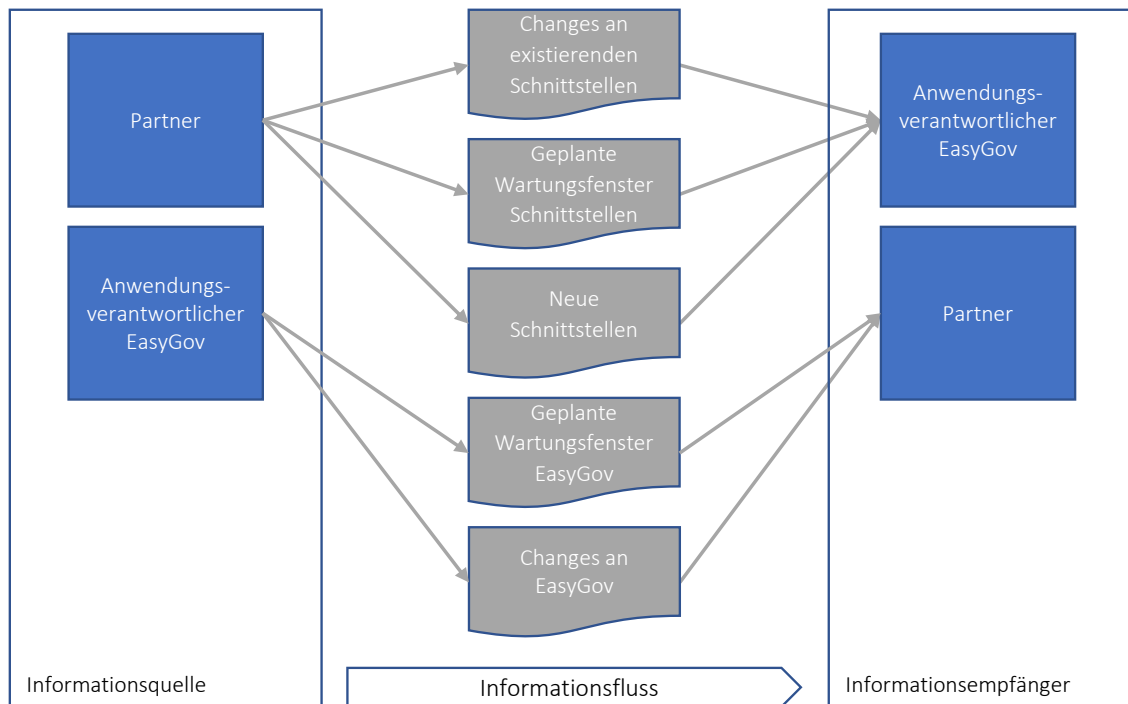 Partner
Anwendungs-
verantwortlicher
EasyGov
Informationsquelle
Changes an
existierenden
Schnittstellen
Geplante
Wartungsfenster
Schnittstellen
Neue
Schnittstellen
Geplante
Wartungsfenster
EasyGov
Changes an
EasyGov
Informationsfluss
Anwendungs-
verantwortlicher
EasyGov
Partner
Informationsempfänger